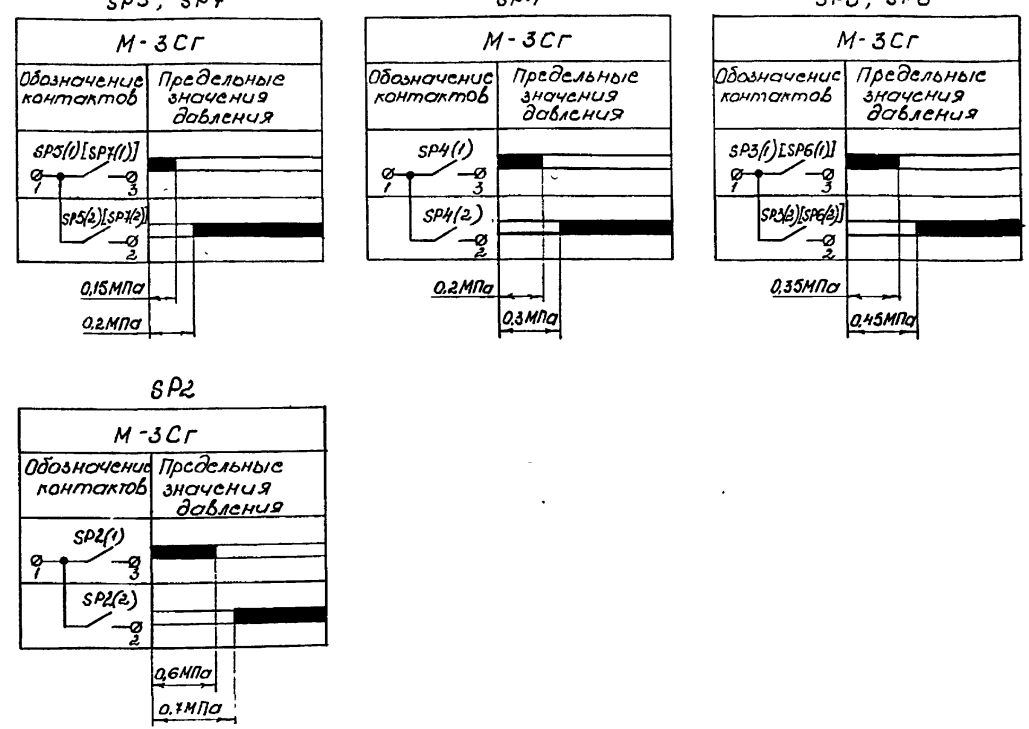 SP5, SP7
М-3Сг
Обозначение контактов
Предельные значения давления
SP5(1)[SP7(1)]
1
3
SP5(2)[SP7(2)]
2
0,15МПа
0,2МПа
SP4
М-3Сг
Обозначение контактов
Предельные значения давления
SP4(1)
1
3
SP4(2)
2
0.2МПа
0,3МПа
SP3, SP6
М-3Сг
Обозначение контактов
Предельные значения давления
SP3(1)[SP6(1)]
1
3
SP3(2)[SP6(2)]
2
0,35МПа
0,45МПа
SP2
М-3Сг
Обозначение контактов
Предельные значения давления
SP2(1)
1
3
SP2(2)
2
0,6МПа
0,7МПа